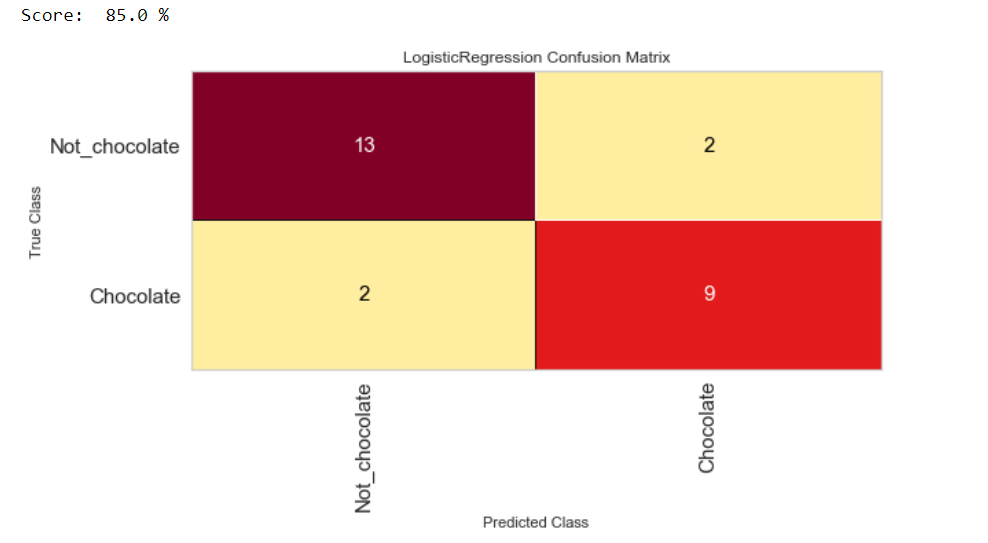 Score:  85.0 %
LogisticRegression Confusion Matrix
True Class
Not_chocolate
13
2
Chocolate
2
9
Not_chocolate
Chocolate
Predicted Class